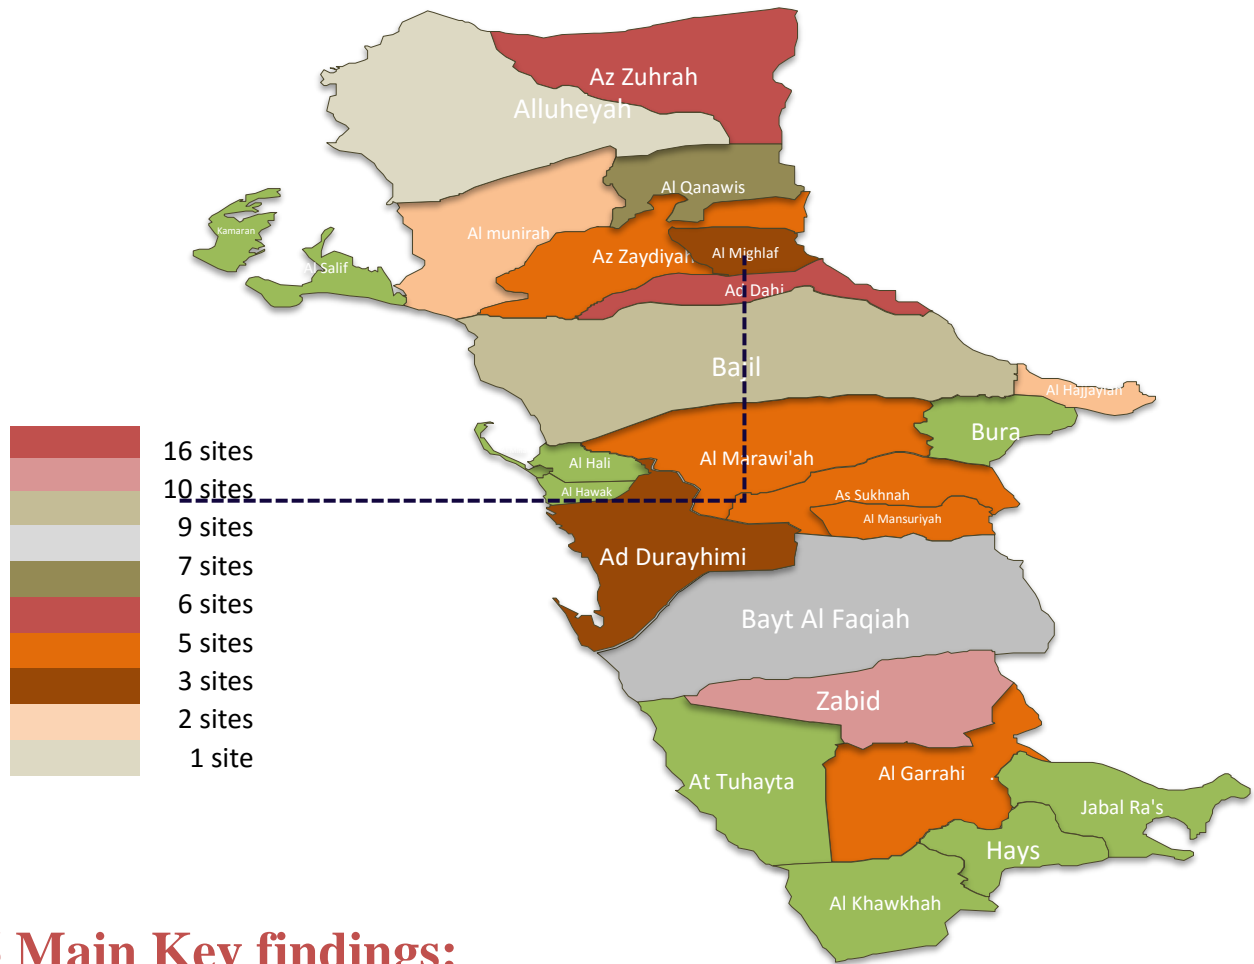 Az Zuhrah
Alluheyah
Al Qanawis
Kamaran
Al munirah
Al Mighlaf
Az Zaydiyah
Al Salif
Ad Dahi
Bajil
Al Hajjaylah
Bura
16 sites
10 sites
9 sites
7 sites
6 sites
5 sites
3 sites
2 sites
1 site
Al Hali
Al Marawi'ah
Al Hawak
As Sukhnah
Al Mansuriyah
Ad Durayhimi
Bayt Al Faqiah
Zabid
At Tuhayta
Al Garrahi .
Jabal Ra's
Hays
Al Khawkhah
Main Key findings: